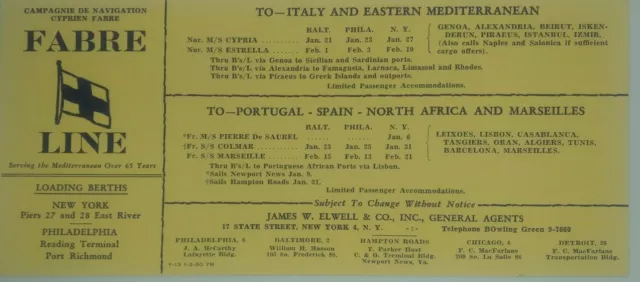 CAMPAGNIE DE NAVIGATION
CYPRIEN FABRE
FABRE
LINE
Serving the Mediterranean Over 65 Years
LOADING BERTHS
NEW YORK
Piers 27 and 28 East River
PHILADELPHIA
Reading Terminal
Port Richmond
TO—ITALY AND EASTERN MEDITERRANEAN
BALT. PHILA. N. Y.
Nor. M/S CYPRIA Jan. 21 Jan. 23 Jan. 27
Nor. M/S ESTRELLA Feb. 1 Feb. 3 Feb. 10
GENOA, ALEXANDRIA, BEIRUT, ISKEN-
DERUN, PIRAEUS, ISTANBUL, IZMIR.
(Also calls Naples and Salonica if sufficient
cargo offers).
Thru B's/L via Genoa to Sicilian and Sardinian ports.
Thru B's/L via Alexandria to Famagusta, Larnaca, Limassol and Rhodes.
Thru B's/L via Piraeus to Greek Islands and outports.
Limited Passenger Accommodations.
TO—PORTUGAL - SPAIN - NORTH AFRICA AND MARSEILLES
BALT. PHILA. N. Y.
*Fr. M/S PIERRE De SAUREL ...... ...... Jan. 6
Fr. S/S COLMAR Jan. 23 Jan. 25 Jan. 31
Fr. S/S MARSEILLE Feb. 15 Feb. 13 Feb. 21
LEIXOES, LISBON, CASABLANCA,
TANGIERS, ORAN, ALGIERS, TUNIS,
BARCELONA, MARSEILLES.
Thru B's/L to Portuguese African Ports via Lisbon.
*Sails Newport News Jan. 9.
Sails Hampton Roads Jan. 21.
Limited Passenger Accommodations.
Subject To Change Without Notice
JAMES W. ELWELL & CO., INC., GENERAL AGENTS
17 STATE STREET, NEW YORK 4, N. Y. Telephone BOwling Green 9-7660
PHILADELPHIA, 6
J. A. McCarthy
Lafayette Bldg.
BALTIMORE, 2
William H. Masson
105 So. Frederick St.
HAMPTON ROADS
T. Parker Host
C. & O. Terminal Bldg.
Newport News, Va.
CHICAGO, 4
F. C. MacFarlane
208 So. La Salle St.
DETROIT, 26
F. C. MacFarlane
Transportation Bldg.